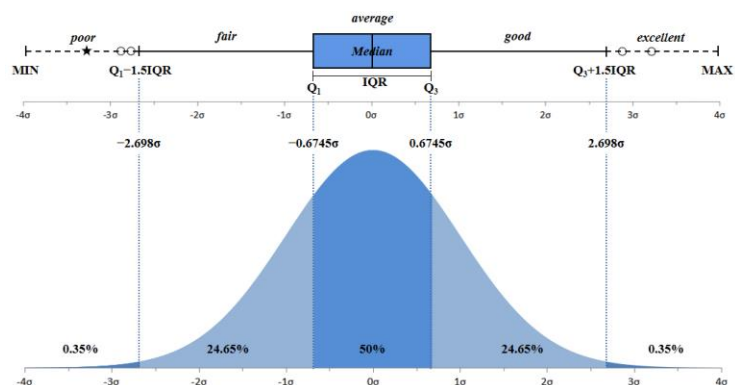 average
poor fair good excellent
Median
MIN Q1−1.5IQR IQR Q3+1.5IQR MAX
Q1 Q3
-4σ -3σ -2σ -1σ 0σ 1σ 2σ 3σ 4σ
−2.698σ −0.6745σ 0.6745σ 2.698σ
0.35% 24.65% 50% 24.65% 0.35%
-4σ -3σ -2σ -1σ 0σ 1σ 2σ 3σ 4σ